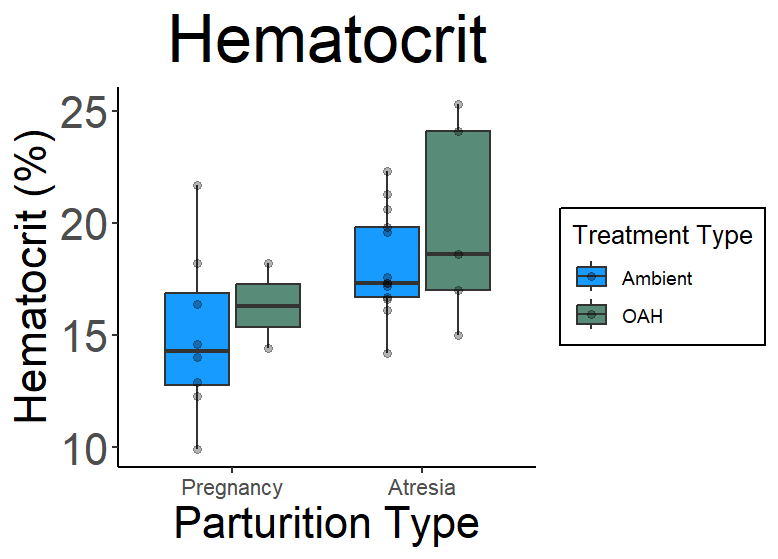 Hematocrit
Hematocrit (%)
25
20
15
10
Pregnancy
Atresia
Parturition Type
Treatment Type
Ambient
OAH